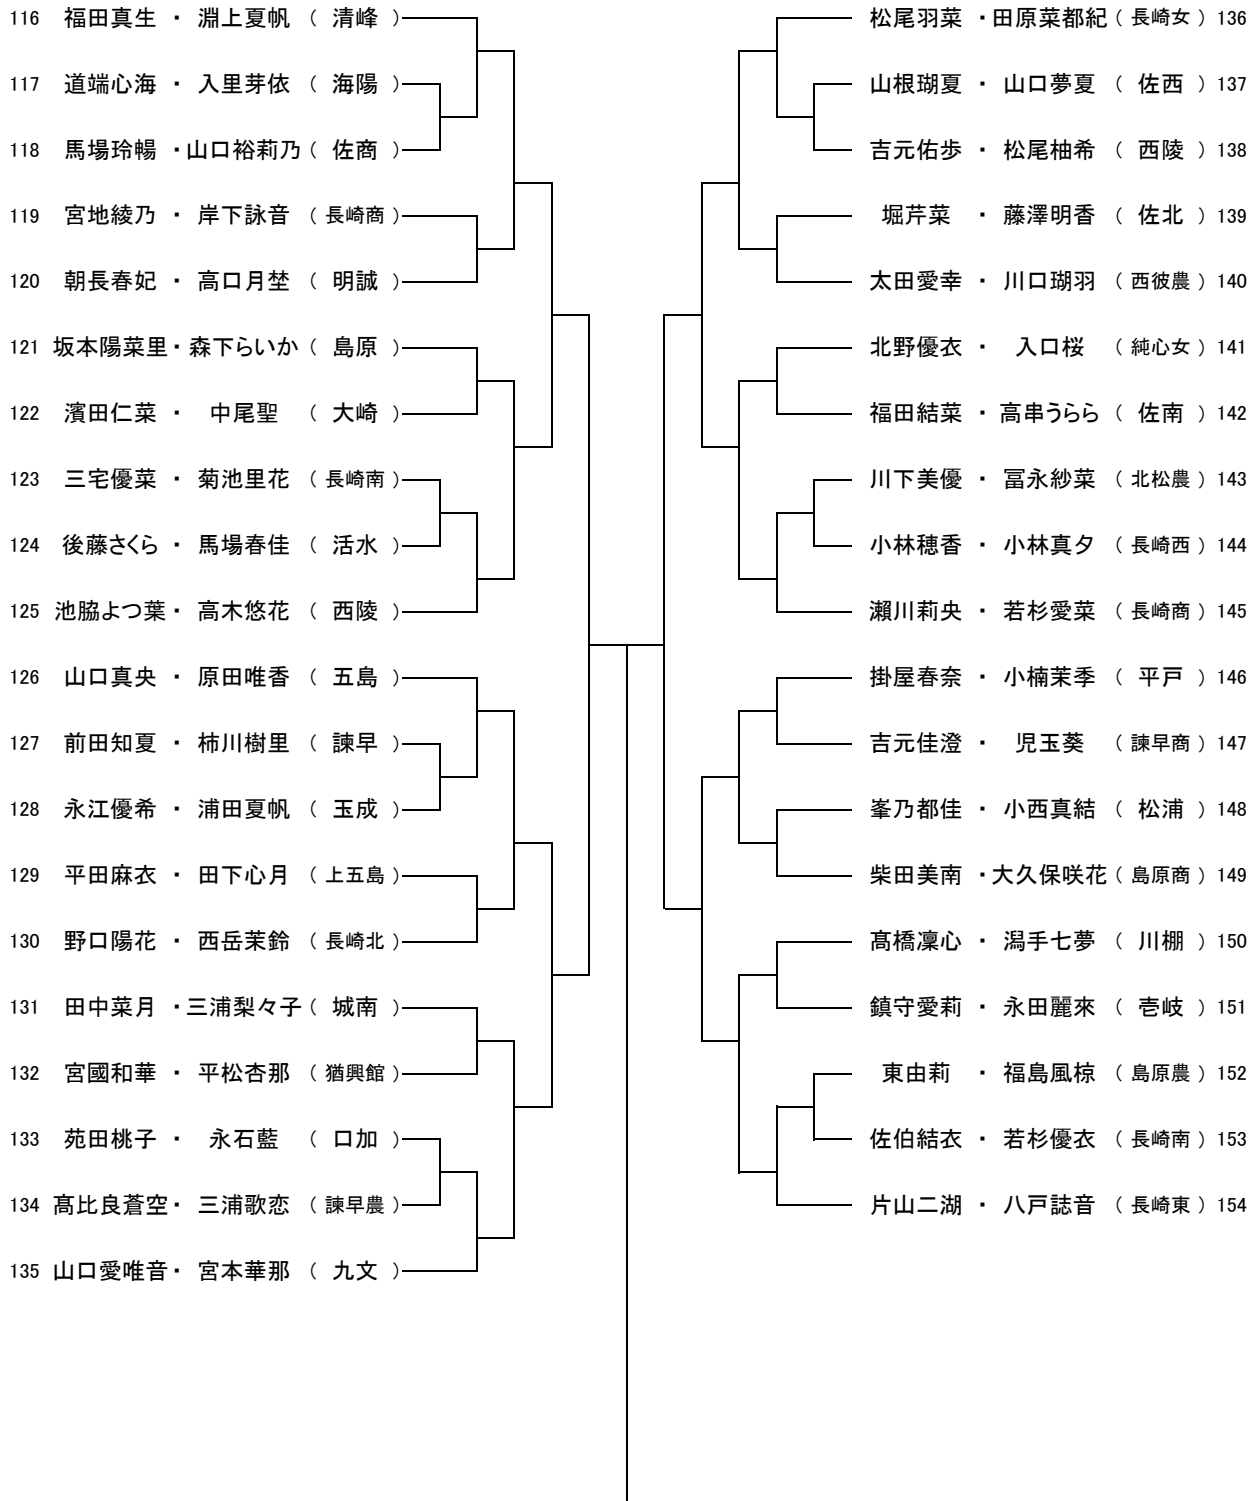 116 福田真生 ・ 淵上夏帆 ( 清峰 )
117 道端心海 ・ 入里芽依 ( 海陽 )
118 馬場玲暢 ・山口裕莉乃 ( 佐商 )
119 宮地綾乃 ・ 岸下詠音 ( 長崎商 )
120 朝長春妃 ・ 高口月埜 ( 明誠 )
121 坂本陽菜里・ 森下らいか ( 島原 )
122 濱田仁菜 ・ 中尾聖 ( 大崎 )
123 三宅優菜 ・ 菊池里花 ( 長崎南 )
124 後藤さくら ・ 馬場春佳 ( 活水 )
125 池脇よつ葉・ 高木悠花 ( 西陵 )
126 山口真央 ・ 原田唯香 ( 五島 )
127 前田知夏 ・ 柿川樹里 ( 諫早 )
128 永江優希 ・ 浦田夏帆 ( 玉成 )
129 平田麻衣 ・ 田下心月 ( 上五島 )
130 野口陽花 ・ 西岳茉鈴 ( 長崎北 )
131 田中菜月 ・三浦梨々子 ( 城南 )
132 宮國和華 ・ 平松杏那 ( 猶興館 )
133 苑田桃子 ・ 永石藍 ( 口加 )
134 髙比良蒼空・ 三浦歌恋 ( 諫早農 )
135 山口愛唯音・ 宮本華那 ( 九文 )
松尾羽菜 ・田原菜都紀 ( 長崎女 ) 136
山根瑚夏 ・ 山口夢夏 ( 佐西 ) 137
吉元佑歩 ・ 松尾柚希 ( 西陵 ) 138
堀芹菜 ・ 藤澤明香 ( 佐北 ) 139
太田愛幸 ・ 川口瑚羽 ( 西彼農 ) 140
北野優衣 ・ 入口桜 ( 純心女 ) 141
福田結菜 ・ 高串うらら ( 佐南 ) 142
川下美優 ・ 冨永紗菜 ( 北松農 ) 143
小林穂香 ・ 小林真夕 ( 長崎西 ) 144
瀬川莉央 ・ 若杉愛菜 ( 長崎商 ) 145
掛屋春奈 ・ 小楠茉季 ( 平戸 ) 146
吉元佳澄 ・ 児玉葵 ( 諫早商 ) 147
峯乃都佳 ・ 小西真結 ( 松浦 ) 148
柴田美南 ・大久保咲花 ( 島原商 ) 149
髙橋凜心 ・ 潟手七夢 ( 川棚 ) 150
鎮守愛莉 ・ 永田麗來 ( 壱岐 ) 151
東由莉 ・ 福島風椋 ( 島原農 ) 152
佐伯結衣 ・ 若杉優衣 ( 長崎南 ) 153
片山二湖 ・ 八戸誌音 ( 長崎東 ) 154